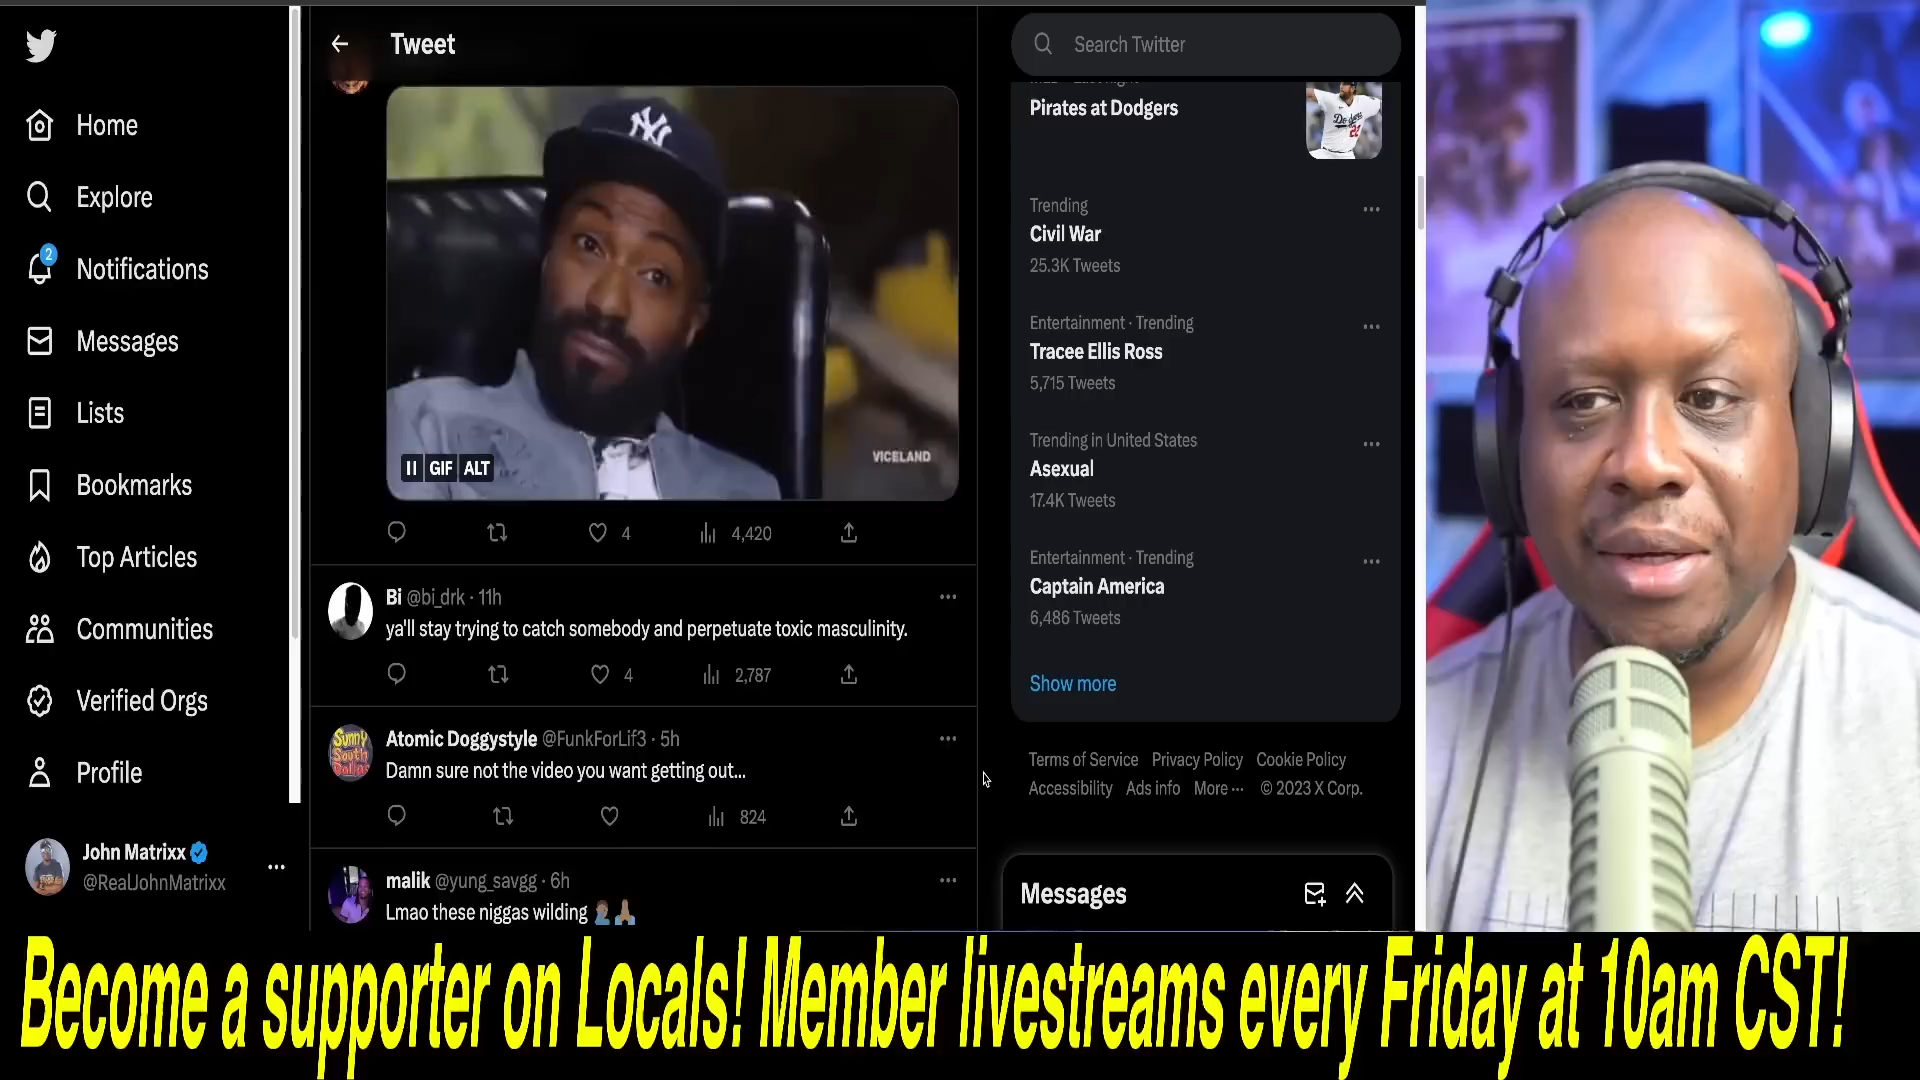 Tweet
Search Twitter
Home
Explore
2
Notifications
Messages
Lists
Bookmarks
Top Articles
Communities
Verified Orgs
Profile
John Matrixx
@RealJohnMatrixx
NY
VICELAND
GIF ALT
4 4,420
Bi @bi_drk · 11h
ya'll stay trying to catch somebody and perpetuate toxic masculinity.
4 2,787
Sunny
South
Dallas
Atomic Doggystyle @FunkForLif3 · 5h
Damn sure not the video you want getting out...
824
malik @yung_savgg · 6h
Lmao these niggas wilding
Pirates at Dodgers
Dodgers
22
Trending
Civil War
25.3K Tweets
Entertainment · Trending
Tracee Ellis Ross
5,715 Tweets
Trending in United States
Asexual
17.4K Tweets
Entertainment · Trending
Captain America
6,486 Tweets
Show more
Terms of Service Privacy Policy Cookie Policy
Accessibility Ads info More ··· © 2023 X Corp.
Messages
Become a supporter on Locals! Member livestreams every Friday at 10am CST!